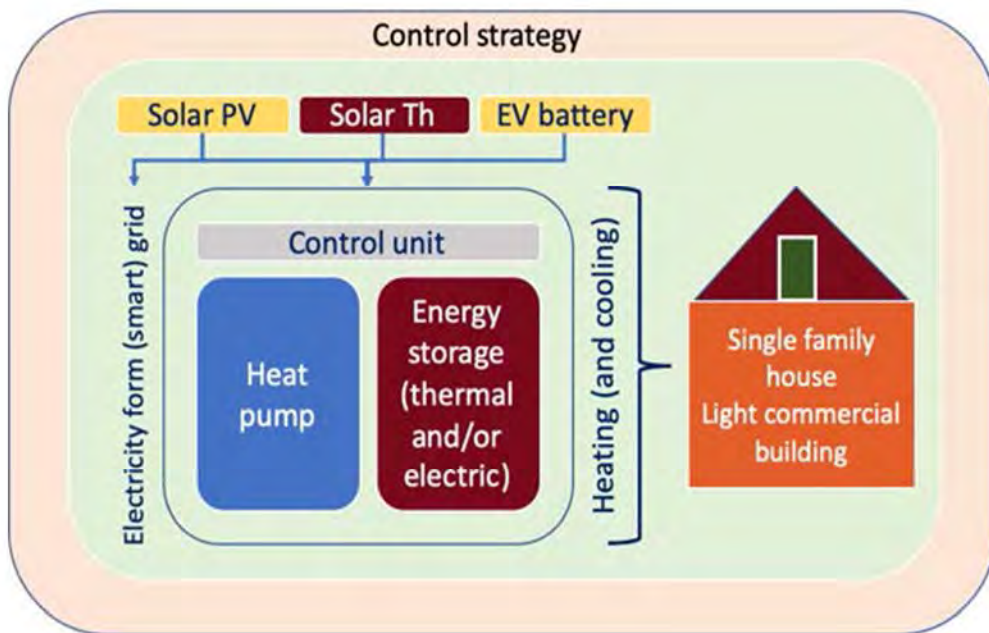 Control strategy
Solar PV
Solar Th
EV battery
Electricity form (smart) grid
Control unit
Heat
pump
Energy
storage
(thermal
and/or
electric)
Heating (and cooling)
Single family
house
Light commercial
building